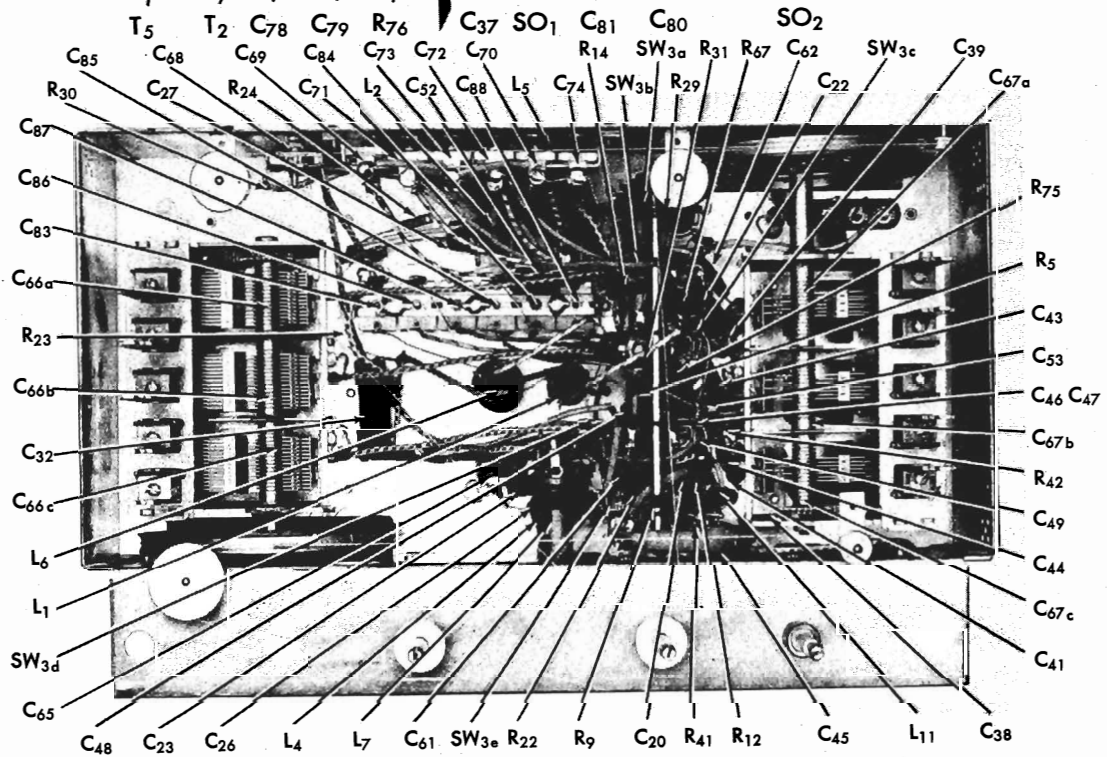 T5 T2 C78 C79 R76 C37 SO1 C81 C80 SO2
C85 C68 C69 C84 C73 C72 C70 R14 SW3a R31 R67 C62 SW3c C39
R30 C27 R24 C71 L2 C52 C88 L5 C74 SW3b R29 C22 C67a
C87
C86
R75
C83
C66a
R5
R23
C43
C66b
C53
C46 C47
C32
C67b
C66c
R42
C49
L6
C44
L1
C67c
SW3d
C41
C65
C48 C23 C26 L4 L7 C61 SW3e R22 R9 C20 R41 R12 C45 L11 C38